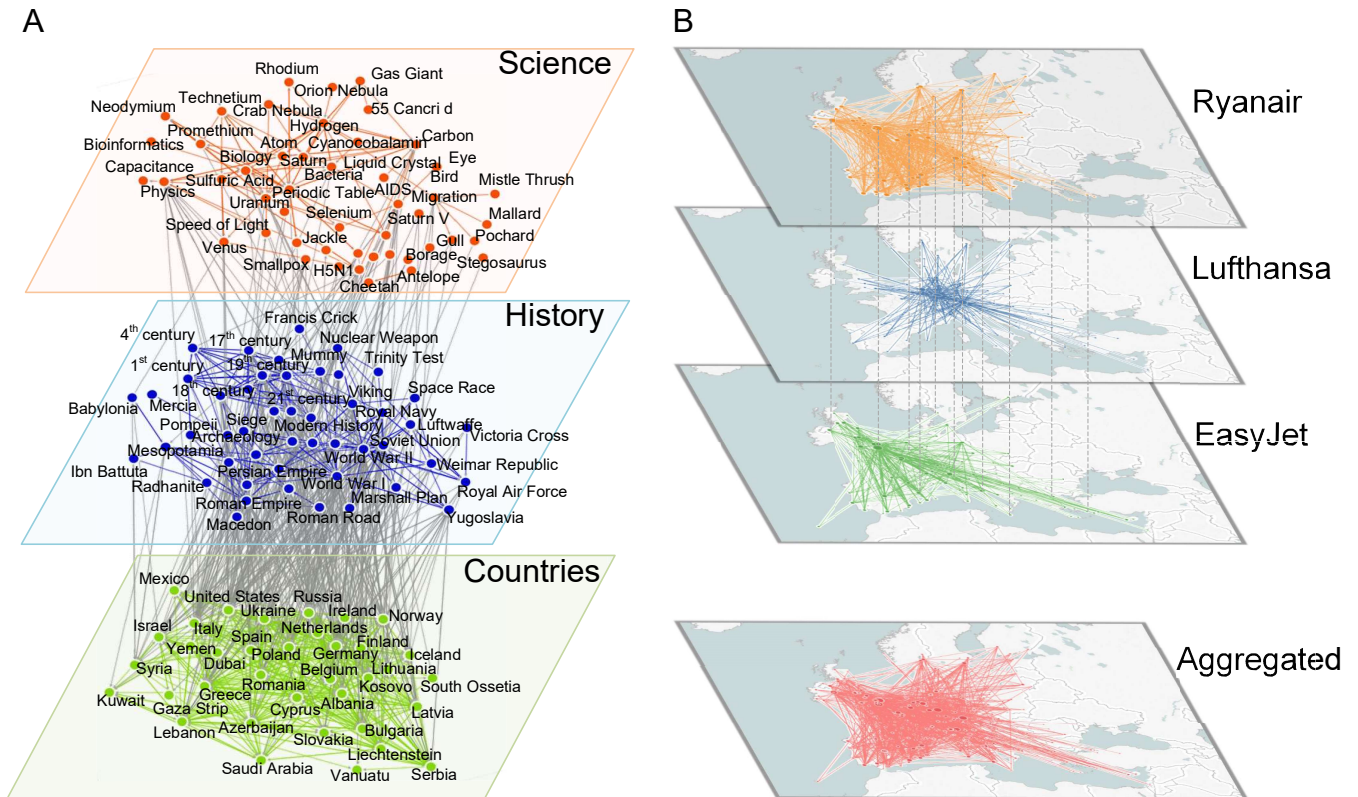 A
Science
Rhodium
Gas Giant
Orion Nebula
Technetium
Neodymium
Crab Nebula
55 Cancri d
Hydrogen
Promethium
Carbon
Bioinformatics
Atom
Cyanocobalamin
Biology
Saturn
Liquid Crystal
Eye
Capacitance
Bacteria
Bird
Physics
Sulfuric Acid
Periodic Table
AIDS
Migration
Mistle Thrush
Uranium
Selenium
Saturn V
Mallard
Speed of Light
Jackle
Gull
Pochard
Venus
Borage
Smallpox
H5N1
Stegosaurus
Antelope
Cheetah
History
Francis Crick
4th century
17th century
Nuclear Weapon
Mummy
Trinity Test
1st century
19th century
18th century
21st century
Viking
Space Race
Babylonia
Mercia
Royal Navy
Pompeii
Siege
Modern History
Luftwaffe
Archaeology
Soviet Union
Victoria Cross
Mesopotamia
World War II
Ibn Battuta
Persian Empire
Weimar Republic
Radhanite
World War I
Royal Air Force
Roman Empire
Marshall Plan
Macedon
Roman Road
Yugoslavia
Countries
Mexico
United States
Russia
Ukraine
Ireland
Norway
Israel
Italy
Spain
Netherlands
Finland
Yemen
Poland
Germany
Iceland
Syria
Dubai
Belgium
Lithuania
Romania
Kosovo
South Ossetia
Kuwait
Greece
Gaza Strip
Cyprus
Albania
Latvia
Lebanon
Azerbaijan
Slovakia
Bulgaria
Liechtenstein
Saudi Arabia
Vanuatu
Serbia
B
Ryanair
Lufthansa
EasyJet
Aggregated